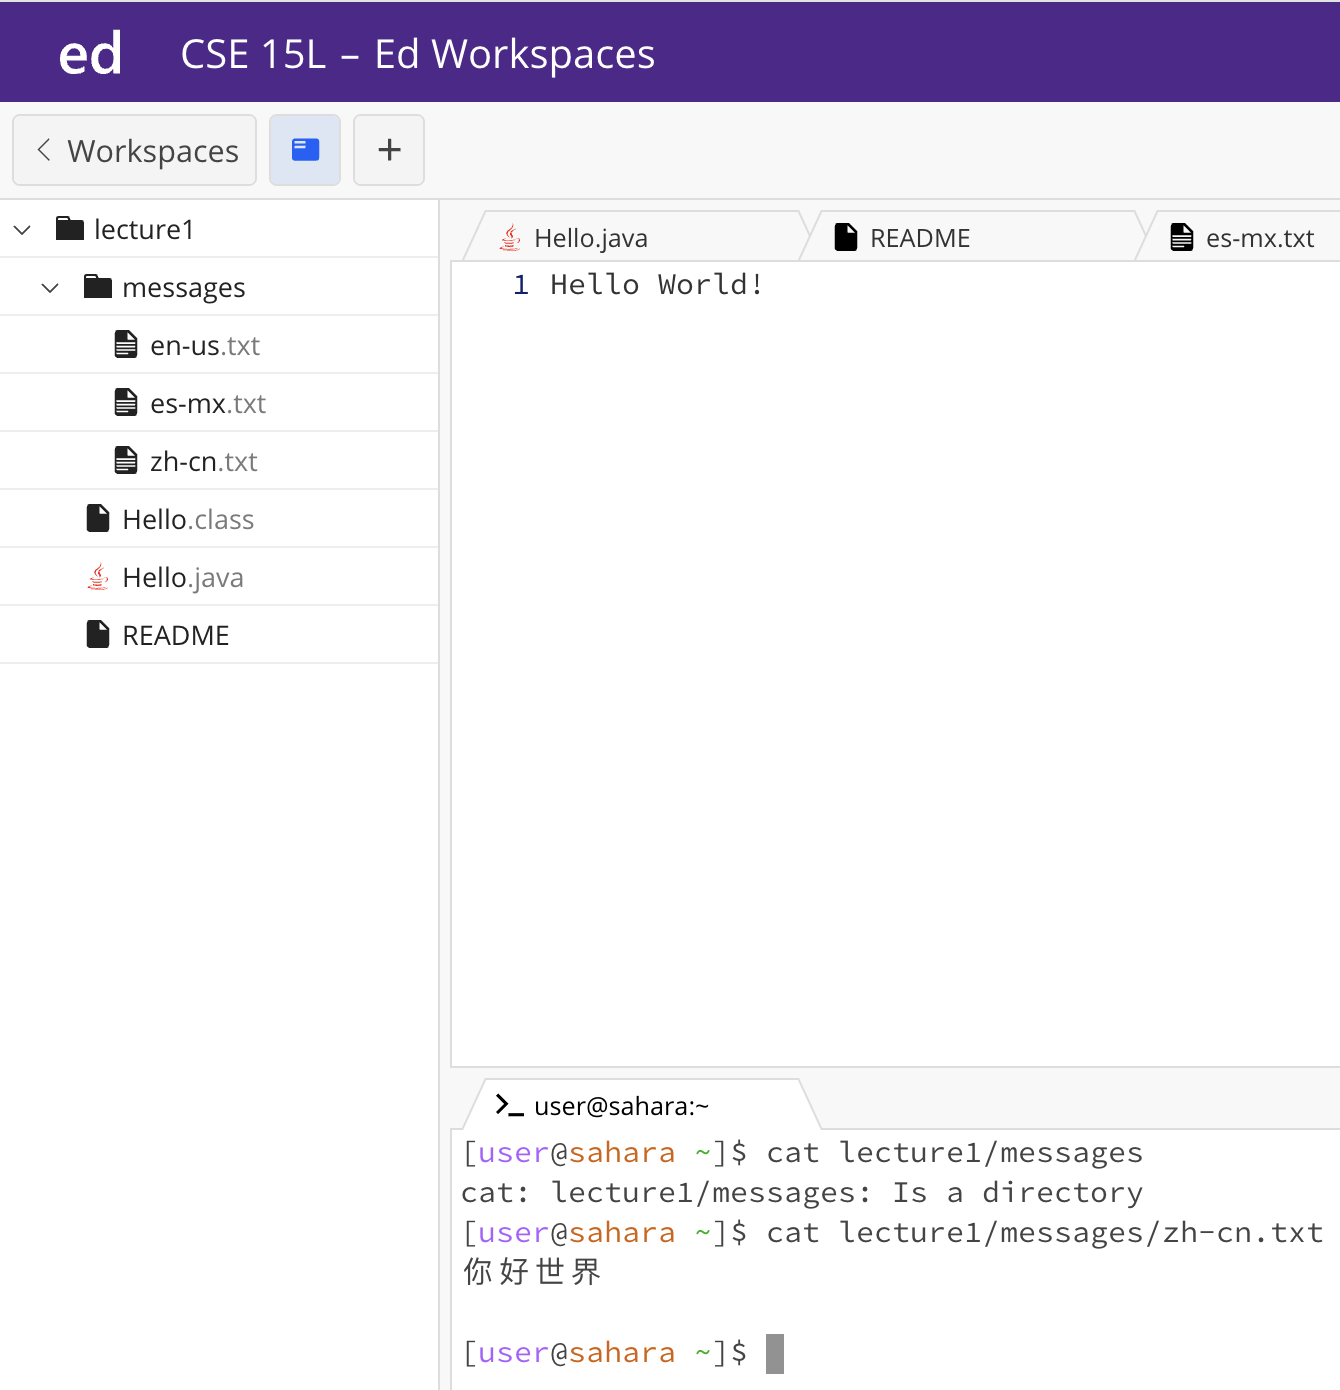 ed CSE 15L – Ed Workspaces
Workspaces
lecture1
messages
en-us.txt
es-mx.txt
zh-cn.txt
Hello.class
Hello.java
README
Hello.java README es-mx.txt
1 Hello World!
user@sahara:~
[user@sahara ~]$ cat lecture1/messages
cat: lecture1/messages: Is a directory
[user@sahara ~]$ cat lecture1/messages/zh-cn.txt
你好世界
[user@sahara ~]$